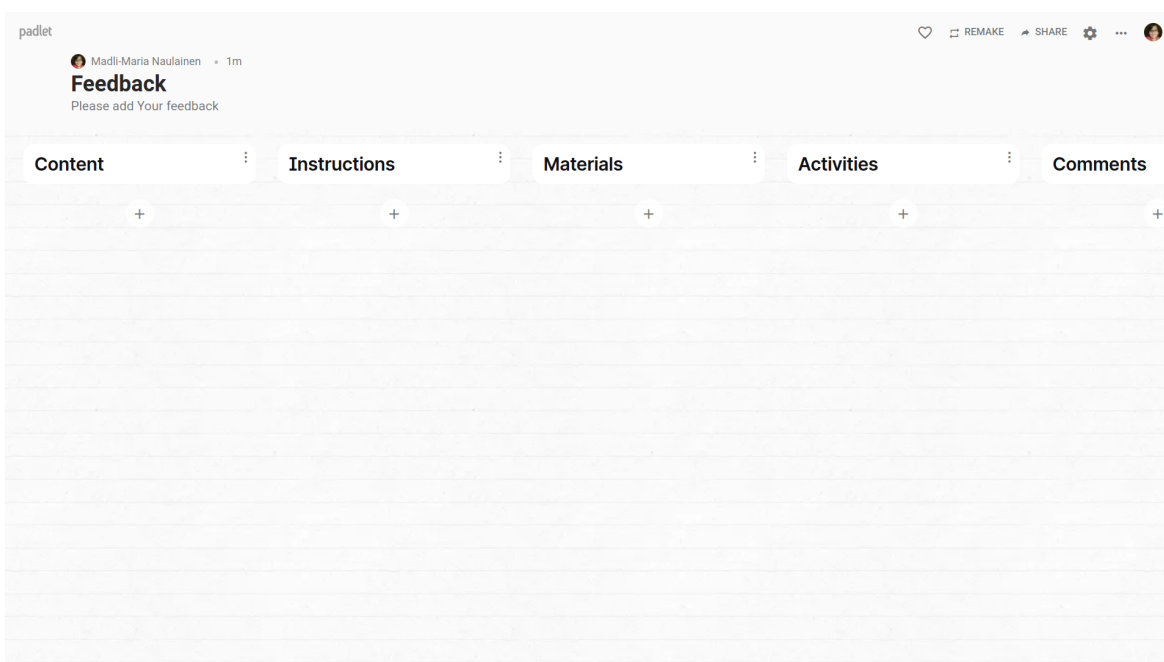 padlet
REMAKE
SHARE
Madli-Maria Naulainen • 1m
Feedback
Please add Your feedback
Content
Instructions
Materials
Activities
Comments